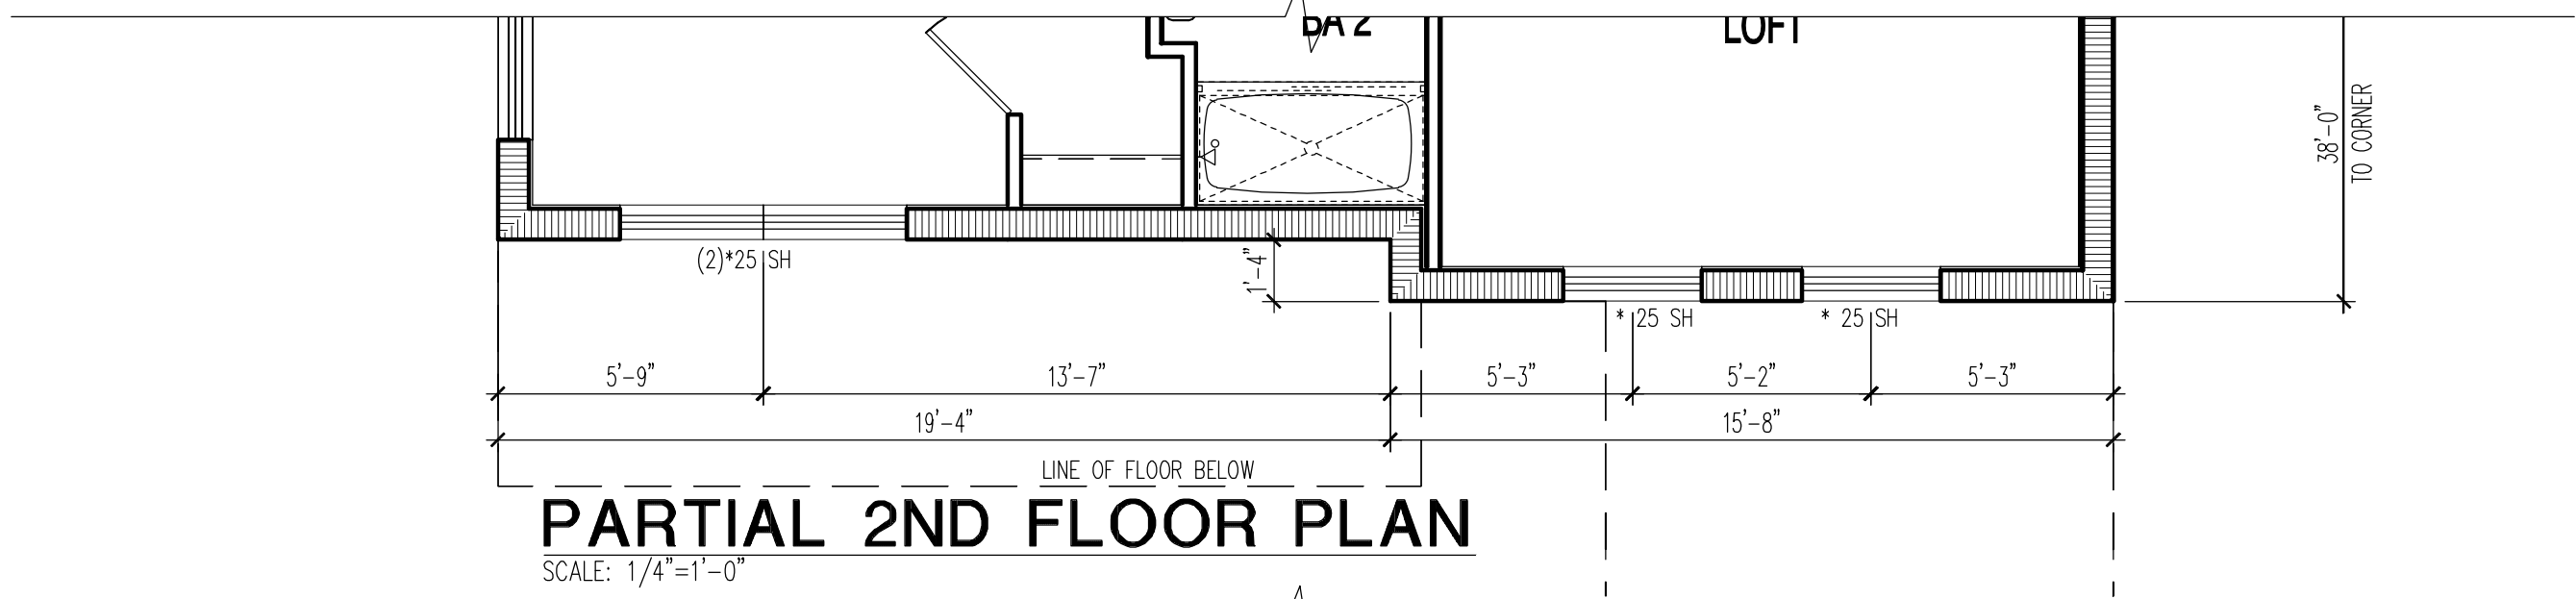 BA 2
LOFT
38'-0"
TO CORNER
(2)*25 SH
1'-4"
* 25 SH
* 25 SH
5'-9"
13'-7"
5'-3"
5'-2"
5'-3"
19'-4"
15'-8"
LINE OF FLOOR BELOW
PARTIAL 2ND FLOOR PLAN
SCALE: 1/4"=1'-0"